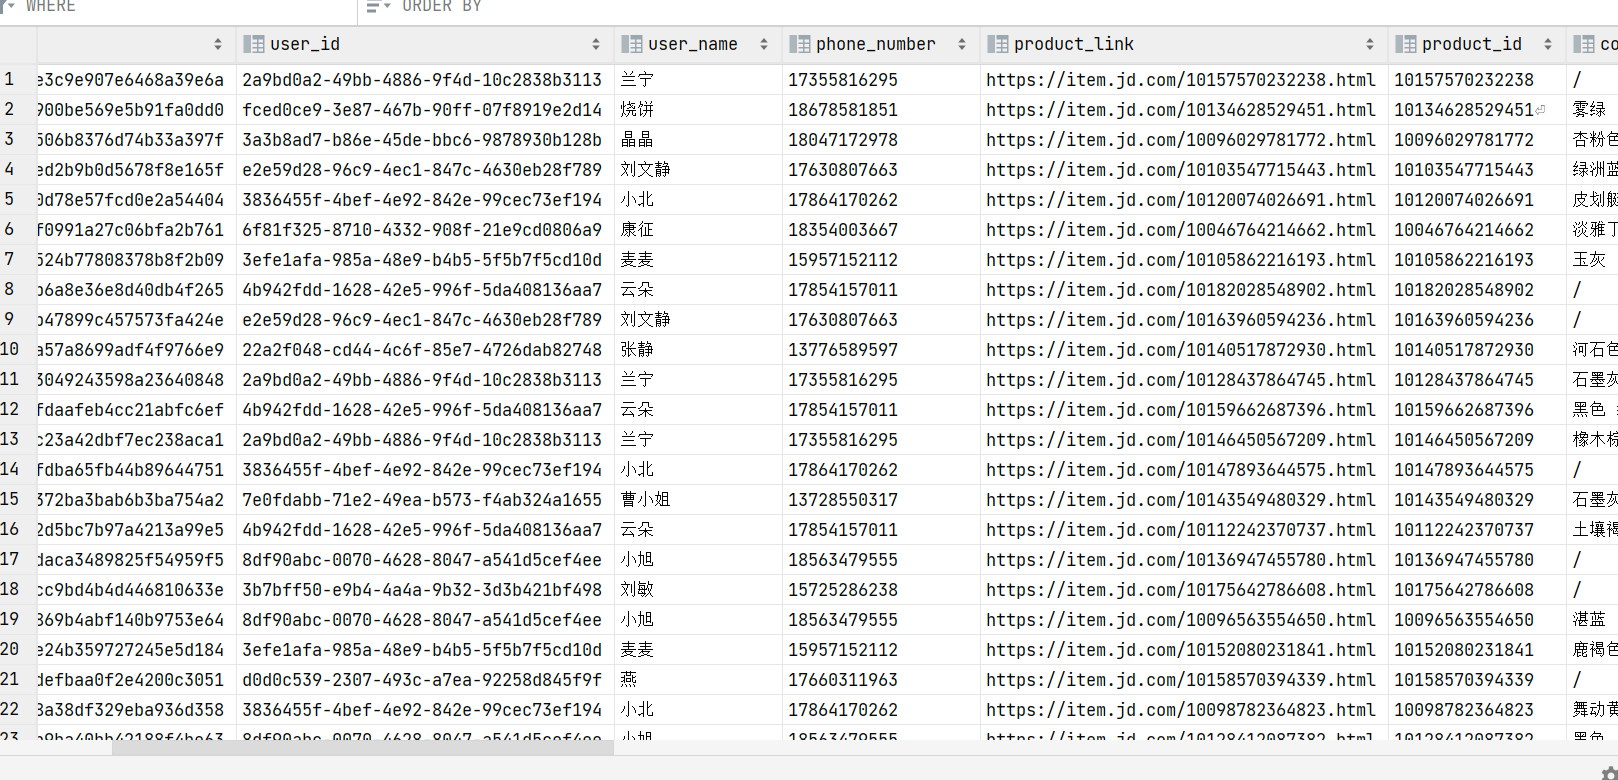 WHERE ORDER BY
user_id user_name phone_number product_link product_id co
1 e3c9e907e6468a39e6a 2a9bd0a2-49bb-4886-9f4d-10c2838b3113 兰宁 17355816295 https://item.jd.com/10157570232238.html 10157570232238 /
2 900be569e5b91fa0dd0 fced0ce9-3e87-467b-90ff-07f8919e2d14 烧饼 18678581851 https://item.jd.com/10134628529451.html 10134628529451 雾绿
3 506b8376d74b33a397f 3a3b8ad7-b86e-45de-bbc6-9878930b128b 晶晶 18047172978 https://item.jd.com/10096029781772.html 10096029781772 杏粉色
4 ed2b9b0d5678f8e165f e2e59d28-96c9-4ec1-847c-4630eb28f789 刘文静 17630807663 https://item.jd.com/10103547715443.html 10103547715443 绿洲蓝
5 0d78e57fcd0e2a54404 3836455f-4bef-4e92-842e-99cec73ef194 小北 17864170262 https://item.jd.com/10120074026691.html 10120074026691 皮划艇
6 f0991a27c06bfa2b761 6f81f325-8710-4332-908f-21e9cd0806a9 康征 18354003667 https://item.jd.com/10046764214662.html 10046764214662 淡雅丁
7 524b77808378b8f2b09 3efe1afa-985a-48e9-b4b5-5f5b7f5cd10d 麦麦 15957152112 https://item.jd.com/10105862216193.html 10105862216193 玉灰
8 b6a8e36e8d40db4f265 4b942fdd-1628-42e5-996f-5da408136aa7 云朵 17854157011 https://item.jd.com/10182028548902.html 10182028548902 /
9 b47899c457573fa424e e2e59d28-96c9-4ec1-847c-4630eb28f789 刘文静 17630807663 https://item.jd.com/10163960594236.html 10163960594236 /
10 a57a8699adf4f9766e9 22a2f048-cd44-4c6f-85e7-4726dab82748 张静 13776589597 https://item.jd.com/10140517872930.html 10140517872930 河石色
11 3049243598a23640848 2a9bd0a2-49bb-4886-9f4d-10c2838b3113 兰宁 17355816295 https://item.jd.com/10128437864745.html 10128437864745 石墨灰
12 fdaafeb4cc21abfc6ef 4b942fdd-1628-42e5-996f-5da408136aa7 云朵 17854157011 https://item.jd.com/10159662687396.html 10159662687396 黑色
13 c23a42dbf7ec238aca1 2a9bd0a2-49bb-4886-9f4d-10c2838b3113 兰宁 17355816295 https://item.jd.com/10146450567209.html 10146450567209 橡木棕
14 fdba65fb44b89644751 3836455f-4bef-4e92-842e-99cec73ef194 小北 17864170262 https://item.jd.com/10147893644575.html 10147893644575 /
15 372ba3bab6b3ba754a2 7e0fdabb-71e2-49ea-b573-f4ab324a1655 曹小姐 13728550317 https://item.jd.com/10143549480329.html 10143549480329 石墨灰
16 2d5bc7b97a4213a99e5 4b942fdd-1628-42e5-996f-5da408136aa7 云朵 17854157011 https://item.jd.com/10112242370737.html 10112242370737 土壤褐
17 daca3489825f54959f5 8df90abc-0070-4628-8047-a541d5cef4ee 小旭 18563479555 https://item.jd.com/10136947455780.html 10136947455780 /
18 cc9bd4b4d446810633e 3b7bff50-e9b4-4a4a-9b32-3d3b421bf498 刘敏 15725286238 https://item.jd.com/10175642786608.html 10175642786608 /
19 869b4abf140b9753e64 8df90abc-0070-4628-8047-a541d5cef4ee 小旭 18563479555 https://item.jd.com/10096563554650.html 10096563554650 湛蓝
20 e24b359727245e5d184 3efe1afa-985a-48e9-b4b5-5f5b7f5cd10d 麦麦 15957152112 https://item.jd.com/10152080231841.html 10152080231841 鹿褐色
21 defbaa0f2e4200c3051 d0d0c539-2307-493c-a7ea-92258d845f9f 燕 17660311963 https://item.jd.com/10158570394339.html 10158570394339 /
22 8a38df329eba936d358 3836455f-4bef-4e92-842e-99cec73ef194 小北 17864170262 https://item.jd.com/10098782364823.html 10098782364823 舞动黄
23 8df90abc-0070-4628-8047-a541d5cef4ee 小旭 18563479555 https://item.jd.com/10128412087382.html 10128412087382 黑色